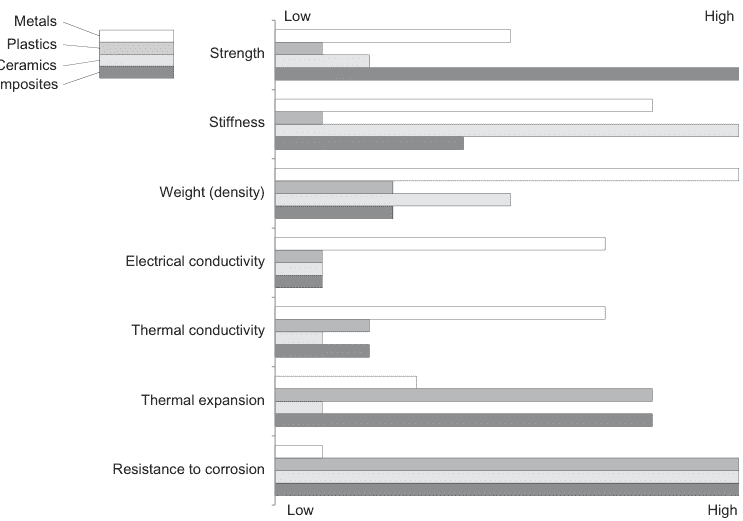 Low High
Metals
Plastics
Ceramics
mposites
Strength
Stiffness
Weight (density)
Electrical conductivity
Thermal conductivity
Thermal expansion
Resistance to corrosion
Low High